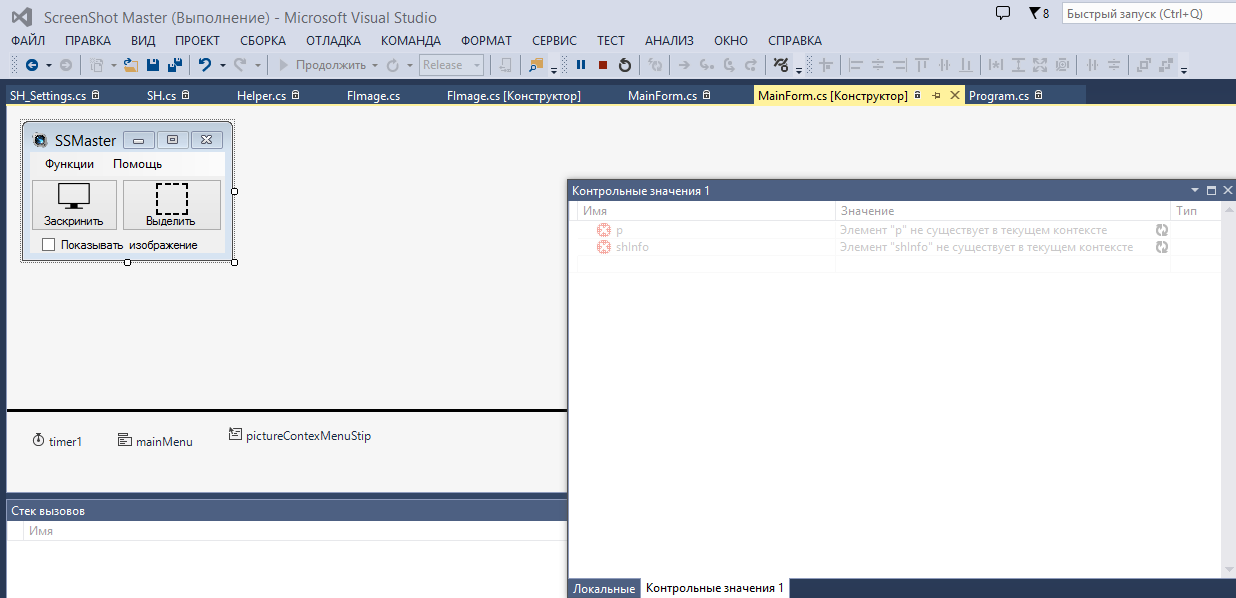 ScreenShot Master (Выполнение) - Microsoft Visual Studio
8
Быстрый запуск (Ctrl+Q)
ФАЙЛ ПРАВКА ВИД ПРОЕКТ СБОРКА ОТЛАДКА КОМАНДА ФОРМАТ СЕРВИС ТЕСТ АНАЛИЗ ОКНО СПРАВКА
Продолжить Release
SH_Settings.cs SH.cs Helper.cs FImage.cs FImage.cs [Конструктор] MainForm.cs MainForm.cs [Конструктор] Program.cs
SSMaster
Функции Помощь
Заскринить Выделить
Показывать изображение
Контрольные значения 1
Имя Значение Тип
p Элемент "p" не существует в текущем контексте
shInfo Элемент "shInfo" не существует в текущем контексте
timer1 mainMenu pictureContexMenuStip
Стек вызовов
Имя
Локальные Контрольные значения 1